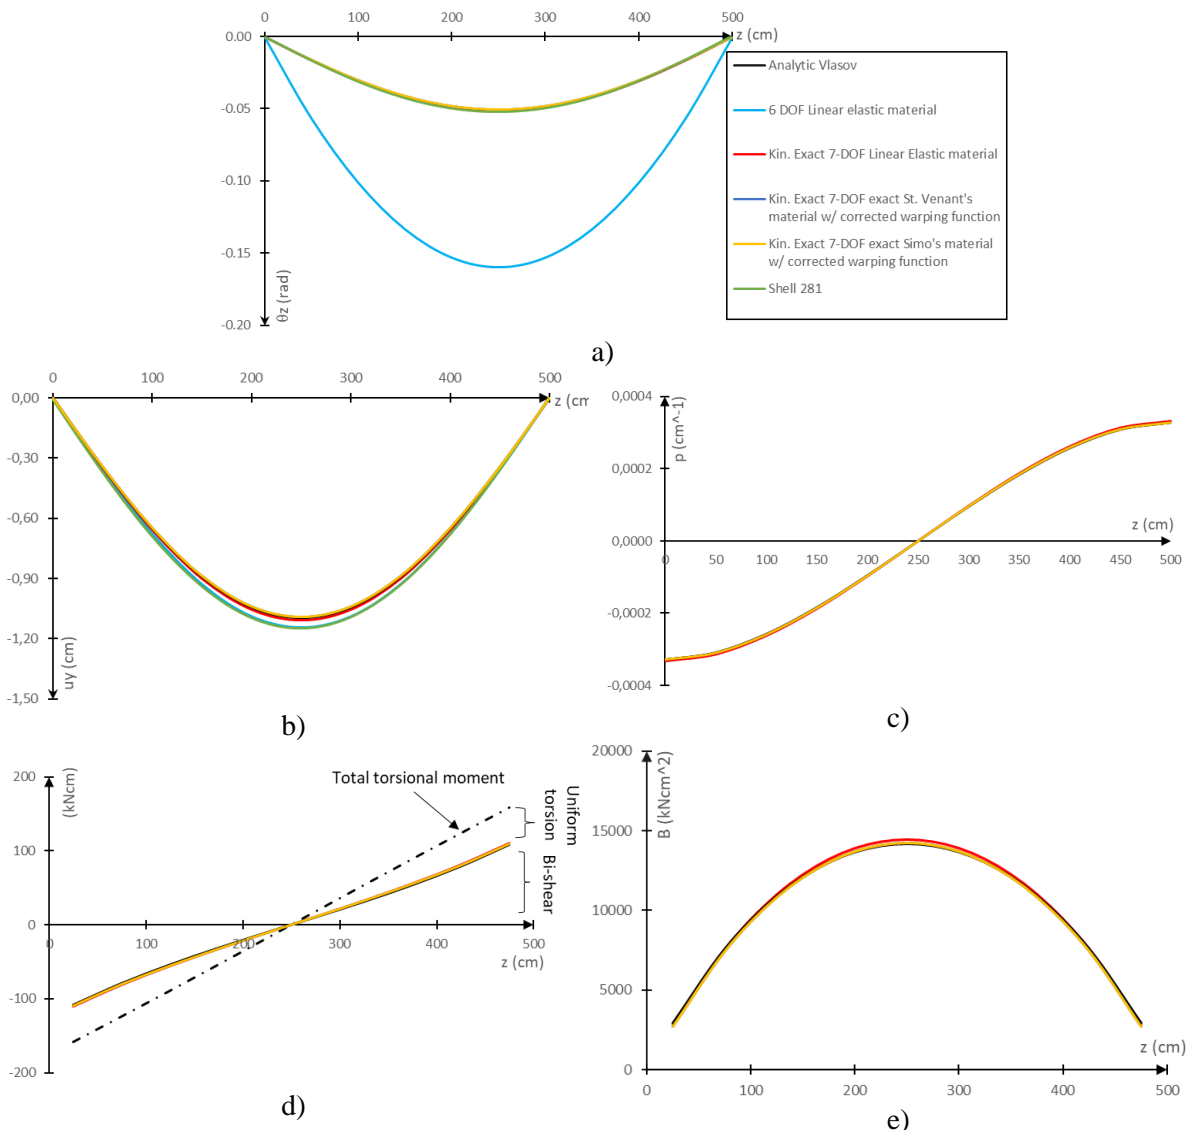 0 100 200 300 400 500
z (cm)
0.00
-0.05
-0.10
-0.15
-0.20
θz (rad)
Analytic Vlasov
6 DOF Linear elastic material
Kin. Exact 7-DOF Linear Elastic material
Kin. Exact 7-DOF exact St. Venant's
material w/ corrected warping function
Kin. Exact 7-DOF exact Simo's material
w/ corrected warping function
Shell 281
a)
0 100 200 300 400 500
z (cm
0,00
-0,30
-0,60
-0,90
-1,20
-1,50
uy (cm)
b)
0,0004
0,0002
0,0000
-0,0002
-0,0004
p (cm^-1)
z (cm)
0 50 100 150 200 250 300 350 400 450 500
c)
200
100
0
-100
-200
(kNcm)
Total torsional moment
Uniform
torsion
Bi-shear
0 100 200 300 400 500
z (cm)
d)
20000
15000
10000
5000
0
B (kNcm^2)
z (cm)
0 100 200 300 400 500
e)